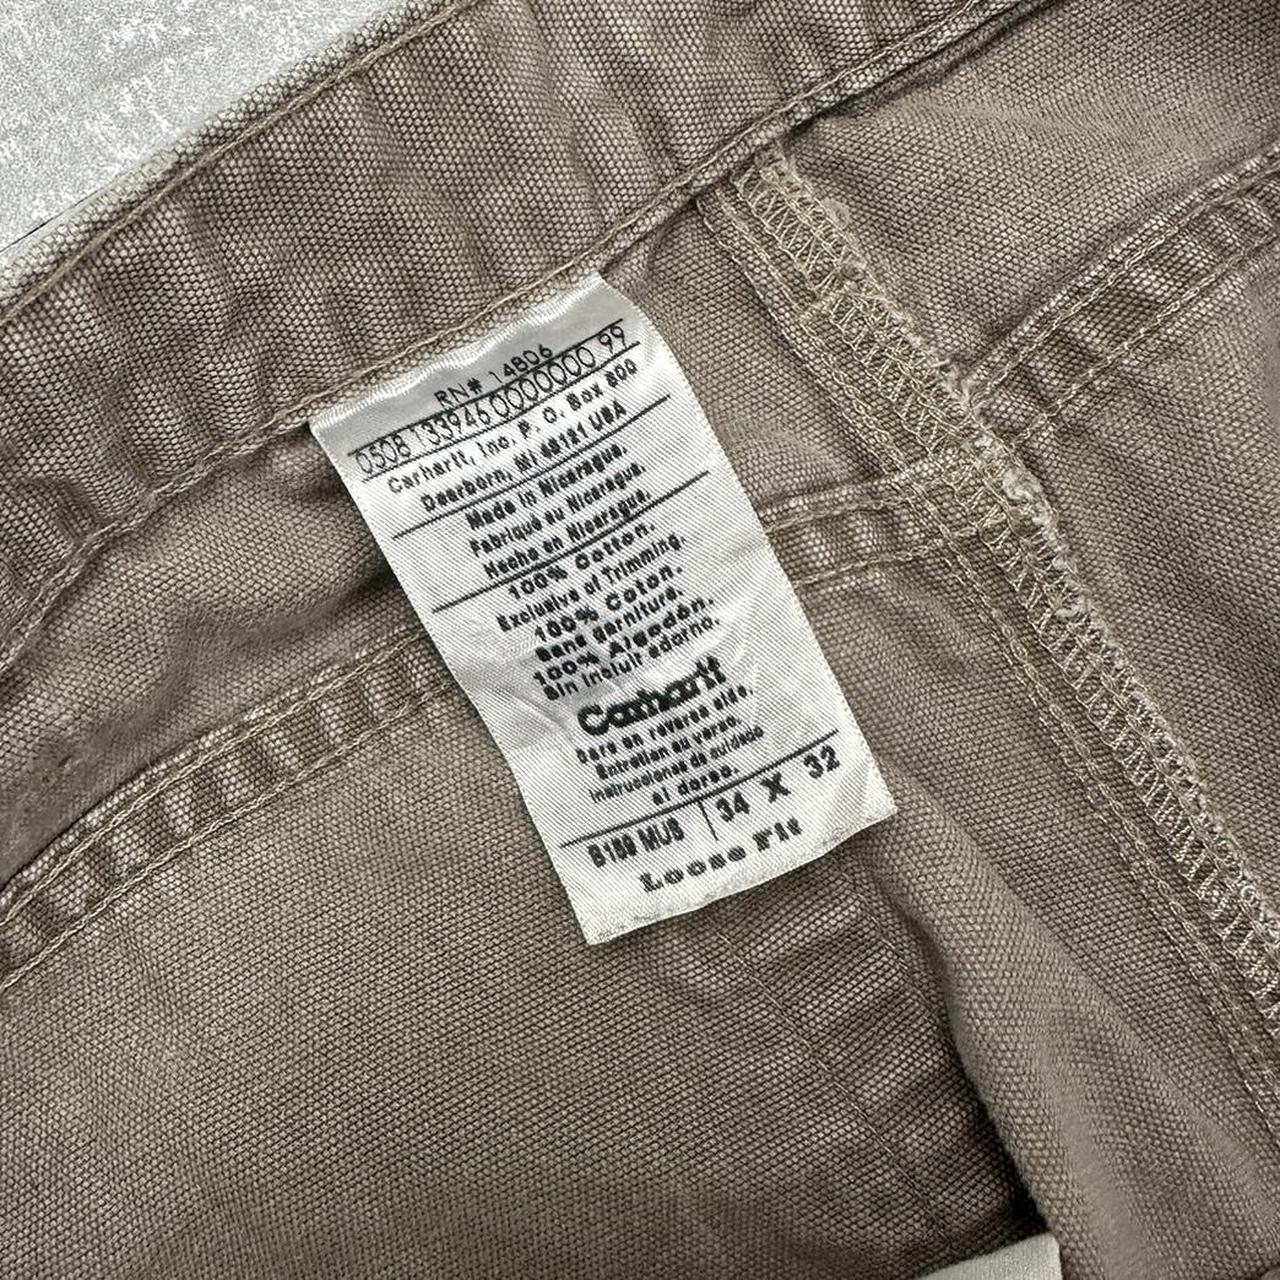 RN# 14806
0508133946 0000000 99
Carhartt, Inc. P. O. Box 600
Dearborn, MI 48121 USA
Made in Nicaragua.
Fabriqué au Nicaragua.
Hecho en Nicaragua.
100% Cotton.
Exclusive of Trimming.
100% Coton.
Sans garniture.
100% Algodón.
Sin incluir adorno.
Carhartt
Care on reverse side.
Entretien au verso.
Instrucciones de cuidado
al dorso.
B159 MUS 34 X 32
Loose Fit